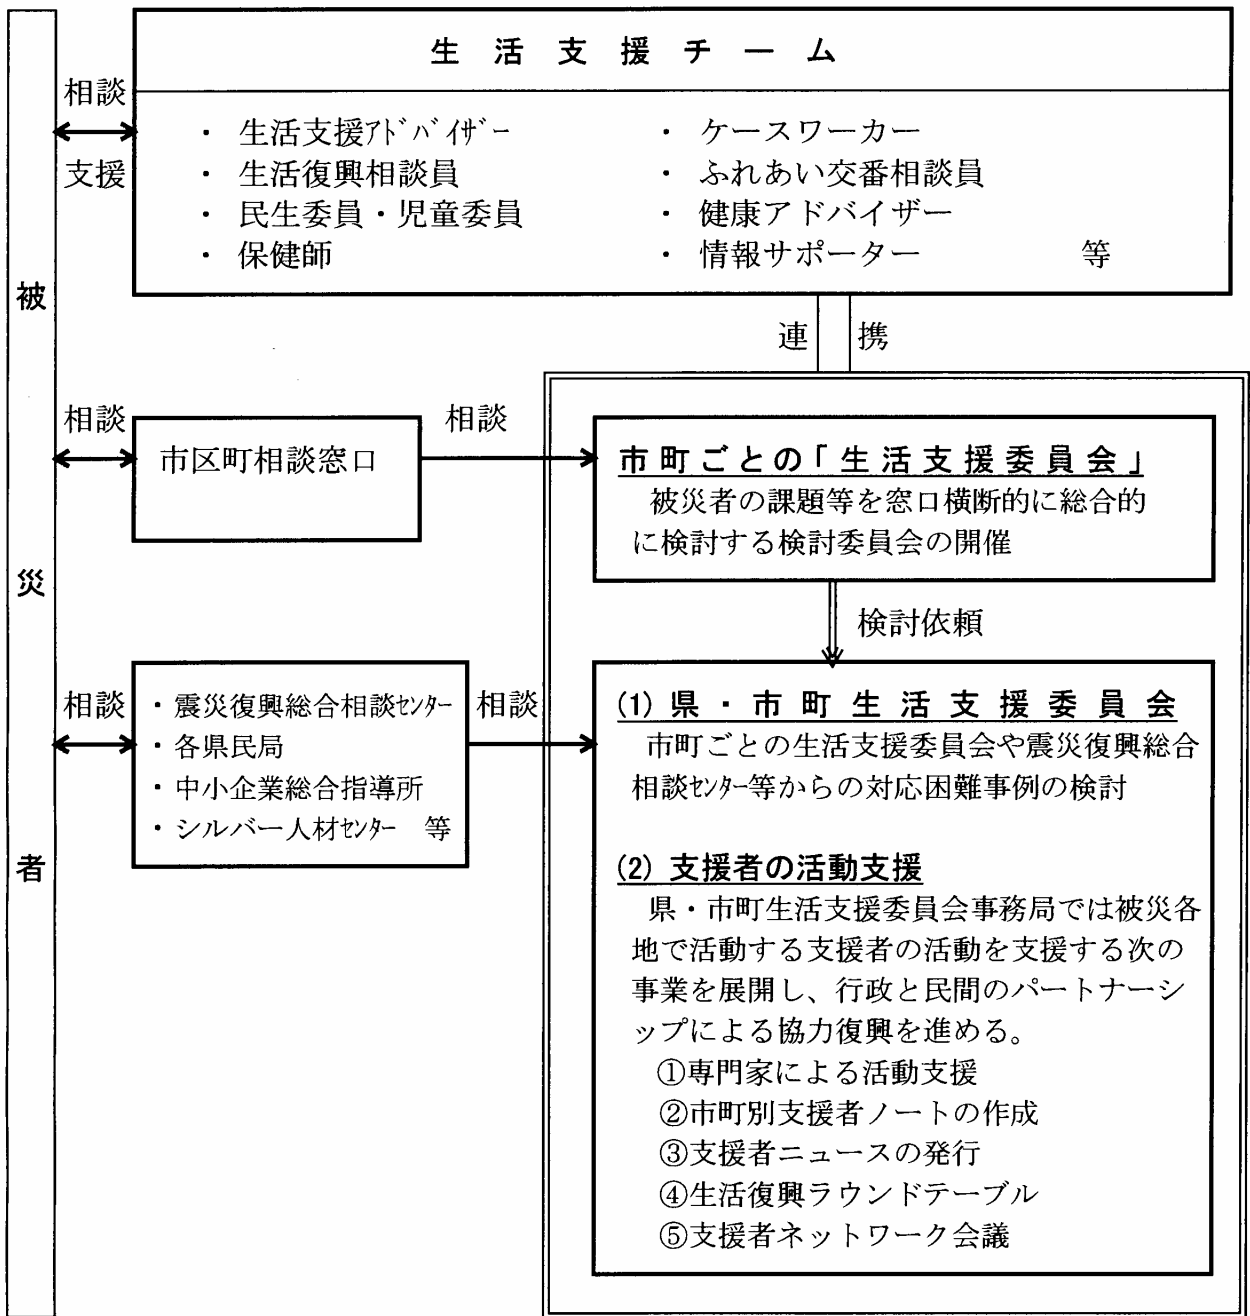 生活支援チーム
相談
支援
・ 生活支援ｱﾄﾞﾊﾞｲｻﾞｰ
・ 生活復興相談員
・ 民生委員・児童委員
・ 保健師
・ ケースワーカー
・ ふれあい交番相談員
・ 健康アドバイザー
・ 情報サポーター 等
被災者
連携
相談
市区町相談窓口
相談
市町ごとの「生活支援委員会」
被災者の課題等を窓口横断的に総合的
に検討する検討委員会の開催
検討依頼
相談
・震災復興総合相談ｾﾝﾀｰ
・各県民局
・中小企業総合指導所
・シルバー人材ｾﾝﾀｰ 等
相談
(1) 県・市町生活支援委員会
市町ごとの生活支援委員会や震災復興総合
相談ｾﾝﾀｰ等からの対応困難事例の検討
(2) 支援者の活動支援
県・市町生活支援委員会事務局では被災各
地で活動する支援者の活動を支援する次の
事業を展開し、行政と民間のパートナーシ
ップによる協力復興を進める。
①専門家による活動支援
②市町別支援者ノートの作成
③支援者ニュースの発行
④生活復興ラウンドテーブル
⑤支援者ネットワーク会議